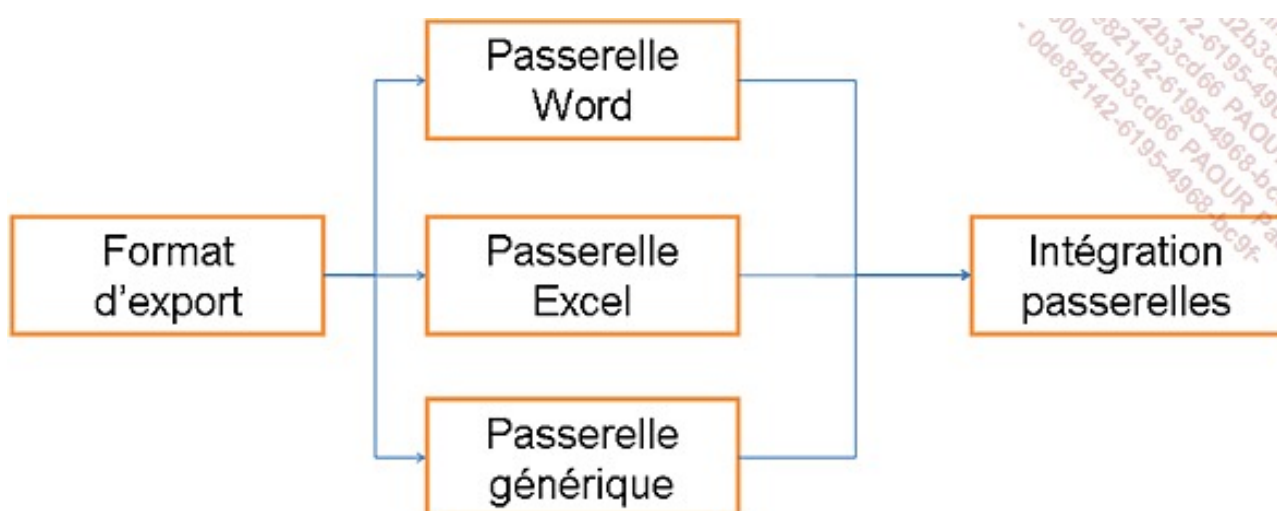 Passerelle
Word
Format
d'export
Passerelle
Excel
Intégration
passerelles
Passerelle
générique